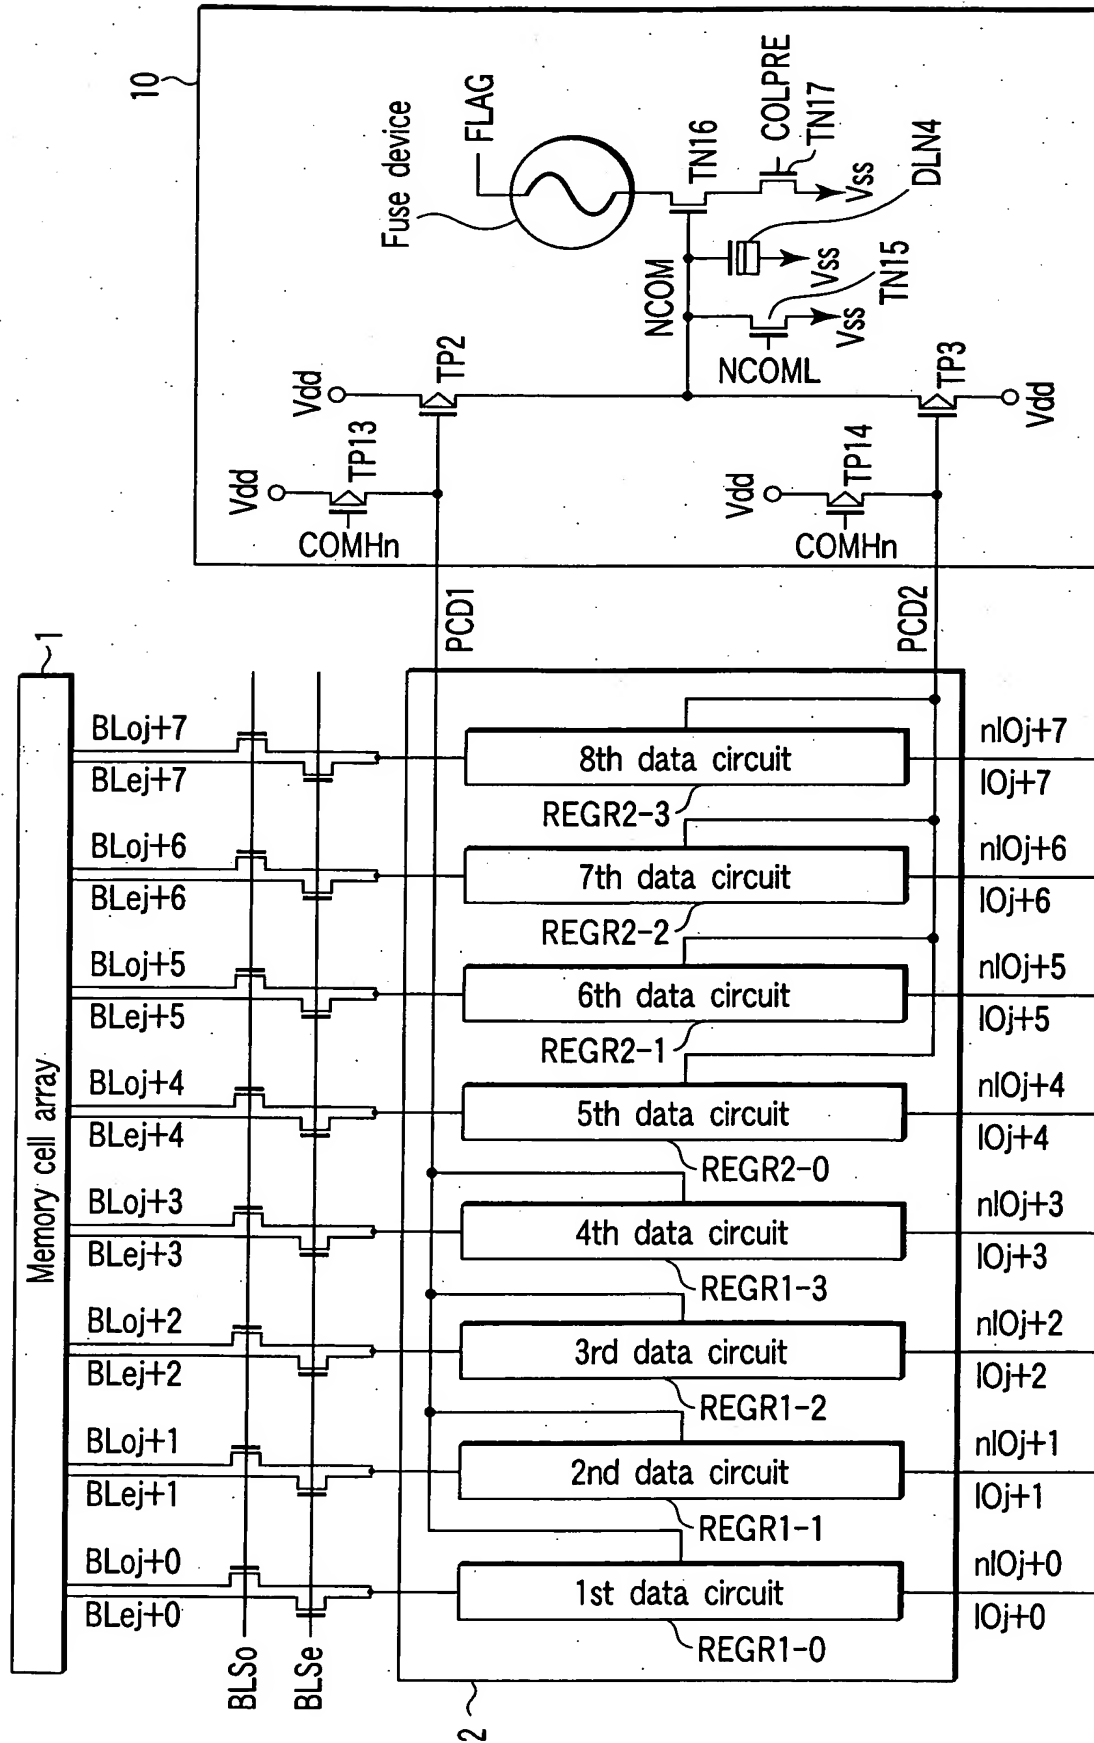 10
Fuse device
FLAG
TN16
COLPRE
TN17
Vss
DLN4
Vss
TN15
Vss
NCOM
NCOML
Vdd
TP2
Vdd
TP13
COMHn
Vdd
TP14
COMHn
TP3
Vdd
PCD1
PCD2
1
Memory cell array
BLoj+7
BLej+7
BLoj+6
BLej+6
BLoj+5
BLej+5
BLoj+4
BLej+4
BLoj+3
BLej+3
BLoj+2
BLej+2
BLoj+1
BLej+1
BLoj+0
BLej+0
BLSo
BLSe
8th data circuit
REGR2-3
7th data circuit
REGR2-2
6th data circuit
REGR2-1
5th data circuit
REGR2-0
4th data circuit
REGR1-3
3rd data circuit
REGR1-2
2nd data circuit
REGR1-1
1st data circuit
REGR1-0
2
nIOj+7
IOj+7
nIOj+6
IOj+6
nIOj+5
IOj+5
nIOj+4
IOj+4
nIOj+3
IOj+3
nIOj+2
IOj+2
nIOj+1
IOj+1
nIOj+0
IOj+0